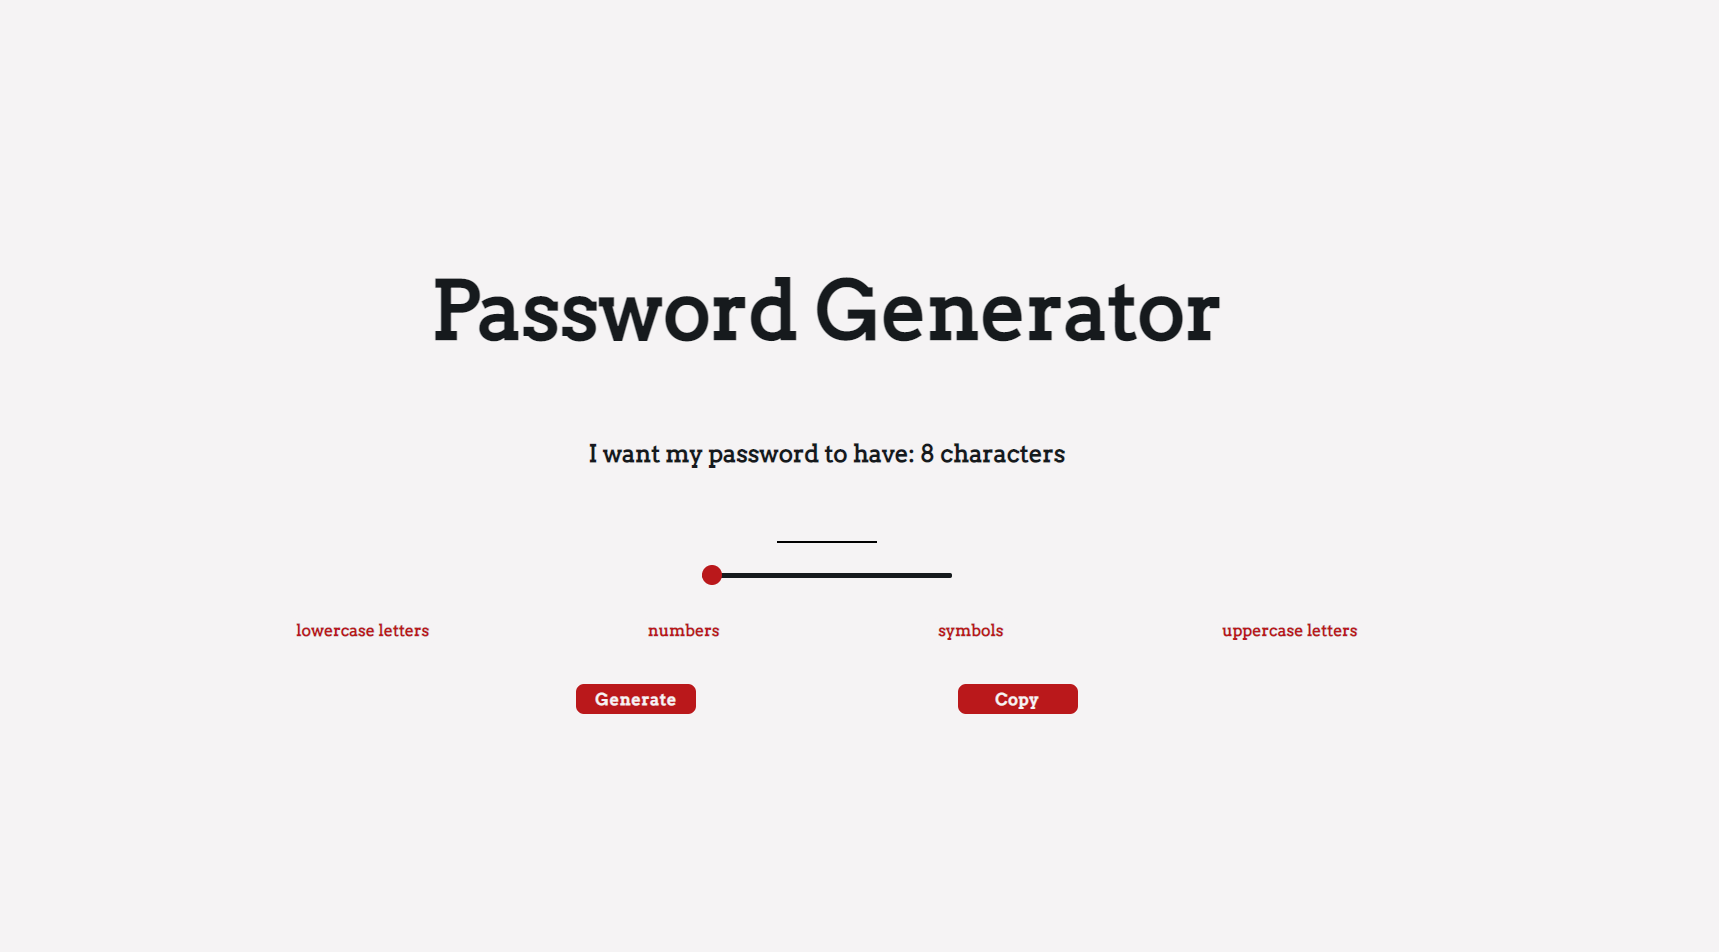 Password Generator
I want my password to have: 8 characters
lowercase letters numbers symbols uppercase letters
Generate Copy